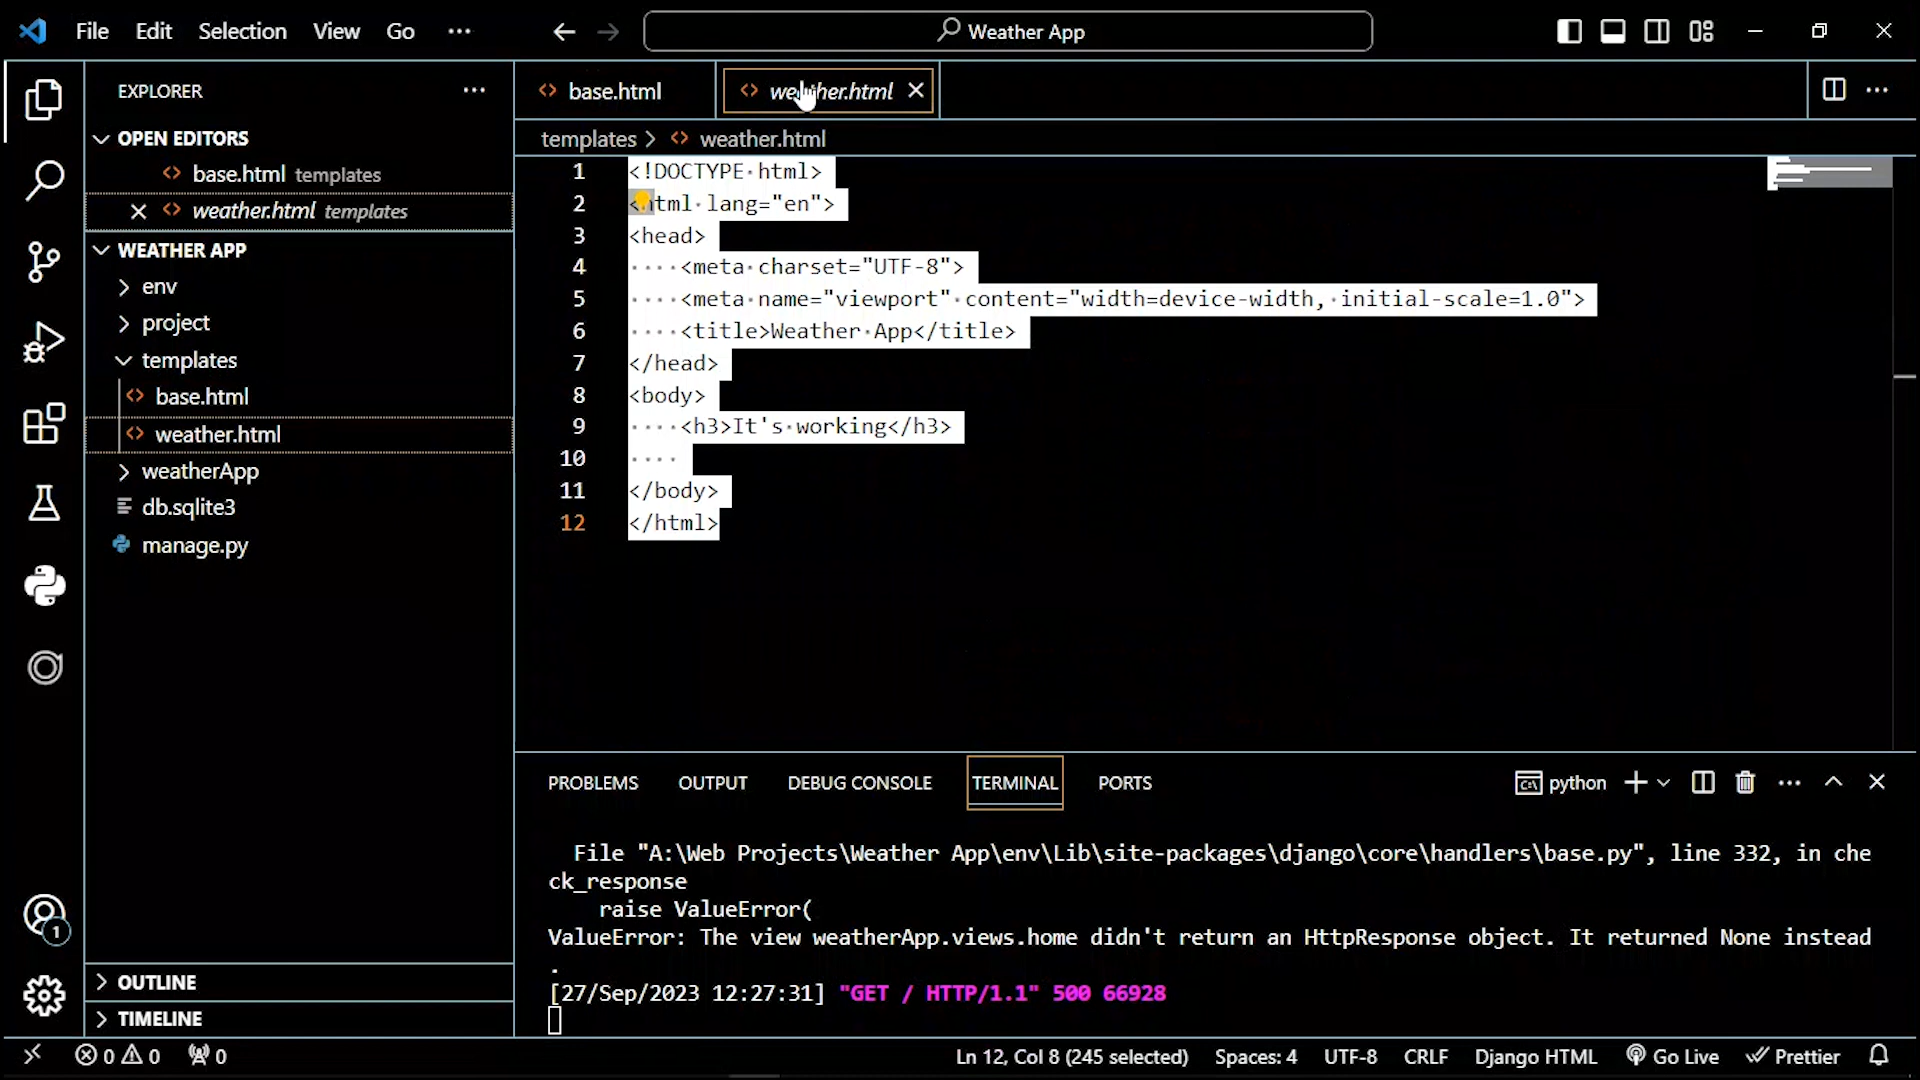 File Edit Selection View Go ··· Weather App
EXPLORER
OPEN EDITORS
base.html templates
weather.html templates
WEATHER APP
env
project
templates
base.html
weather.html
weatherApp
db.sqlite3
manage.py
OUTLINE
TIMELINE
base.html weather.html
templates > weather.html
1 <!DOCTYPE html>
2 <html lang="en">
3 <head>
4 <meta charset="UTF-8">
5 <meta name="viewport" content="width=device-width, initial-scale=1.0">
6 <title>Weather App</title>
7 </head>
8 <body>
9 <h3>It's working</h3>
10
11 </body>
12 </html>
PROBLEMS OUTPUT DEBUG CONSOLE TERMINAL PORTS python
File "A:\Web Projects\Weather App\env\Lib\site-packages\django\core\handlers\base.py", line 332, in che
ck_response
raise ValueError(
ValueError: The view weatherApp.views.home didn't return an HttpResponse object. It returned None instead
.
[27/Sep/2023 12:27:31] "GET / HTTP/1.1" 500 66928
1
0 0 0 Ln 12, Col 8 (245 selected) Spaces: 4 UTF-8 CRLF Django HTML Go Live Prettier